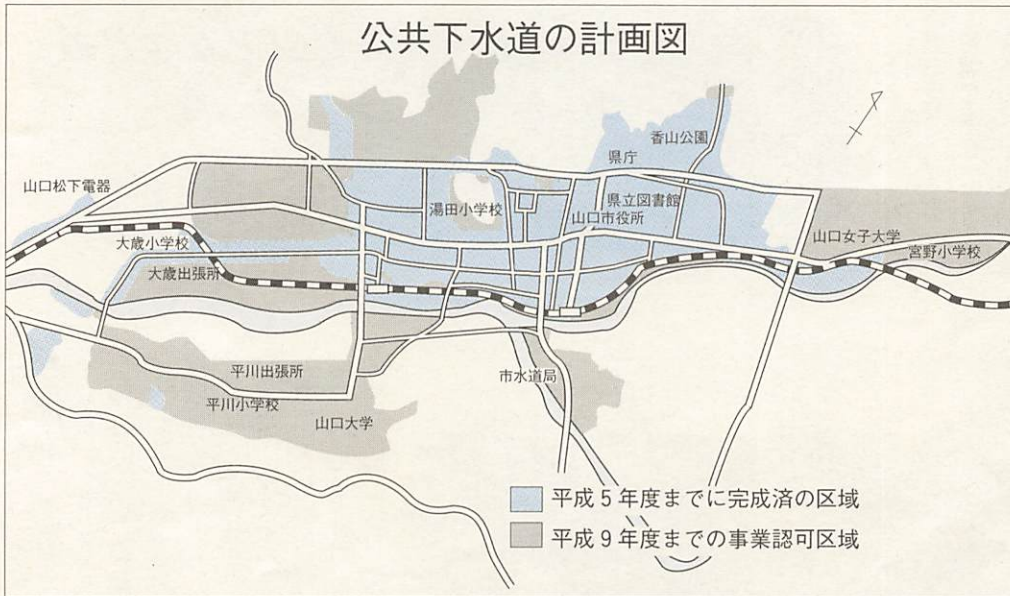 公共下水道の計画図
香山公園
県庁
山口松下電器
湯田小学校
県立図書館
山口市役所
大歳小学校
山口女子大学
宮野小学校
大歳出張所
平川出張所
市水道局
平川小学校
山口大学
平成5年度までに完成済の区域
平成9年度までの事業認可区域